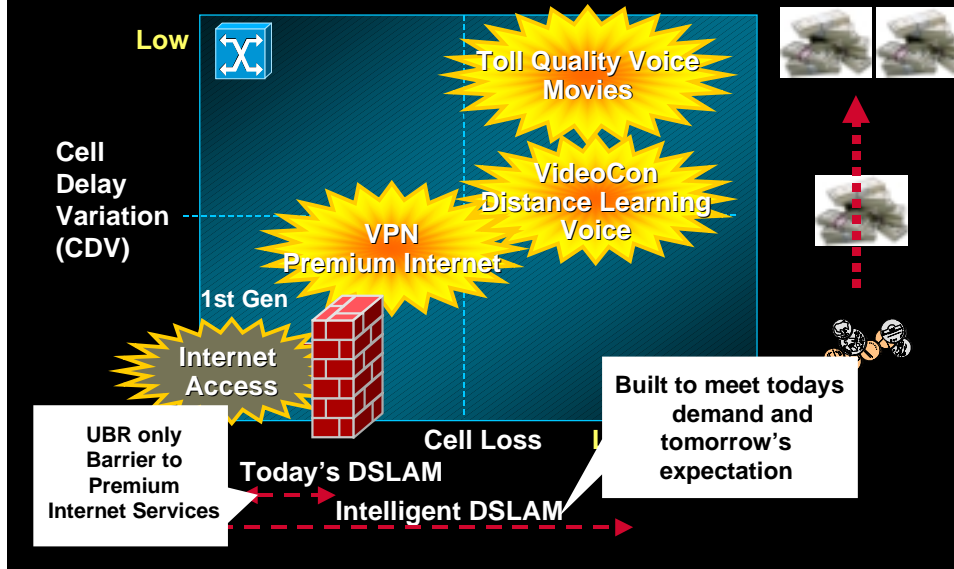 Low
Toll Quality Voice
Movies
Cell
Delay
Variation
(CDV)
VideoCon
Distance Learning
Voice
VPN
Premium Internet
1st Gen
Internet
Access
Built to meet todays
demand and
tomorrow's
expectation
UBR only
Barrier to
Premium
Internet Services
Cell Loss
Today's DSLAM
Intelligent DSLAM